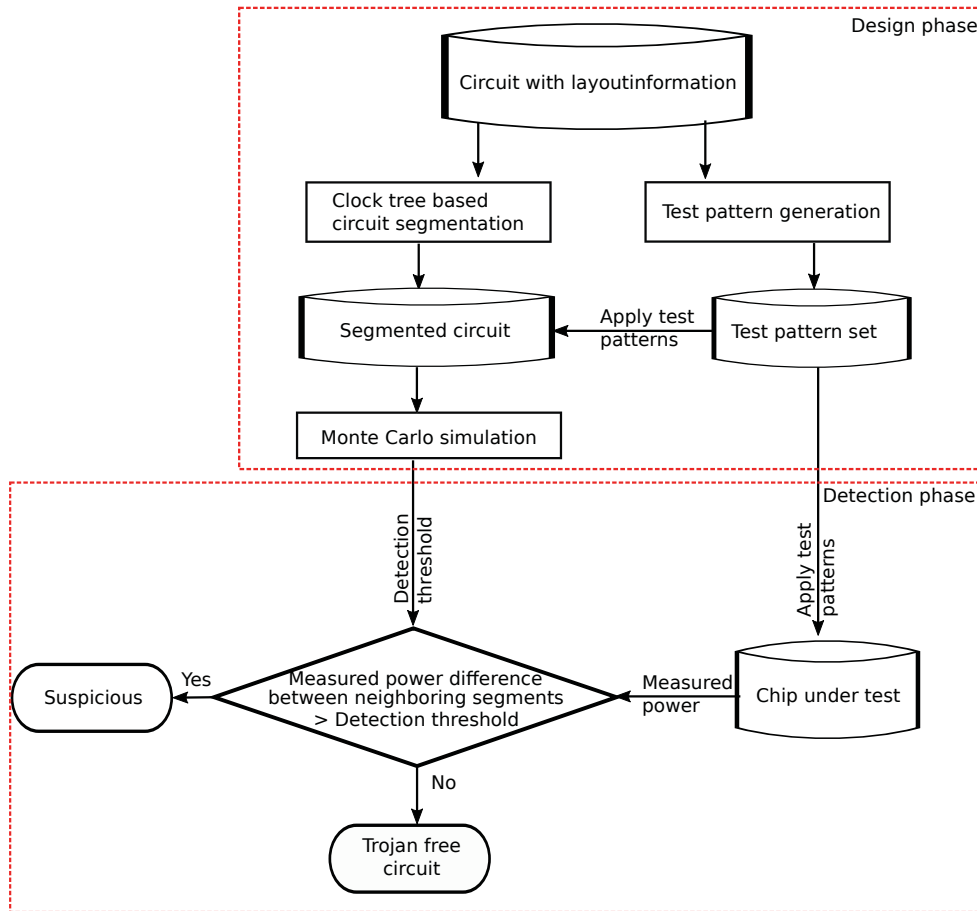 Design phase
Circuit with layoutinformation
Clock tree based
circuit segmentation
Test pattern generation
Segmented circuit
Apply test
patterns
Test pattern set
Monte Carlo simulation
Detection phase
Detection
threshold
Apply test
patterns
Suspicious
Yes
Measured power difference
between neighboring segments
> Detection threshold
Measured
power
Chip under test
No
Trojan free
circuit